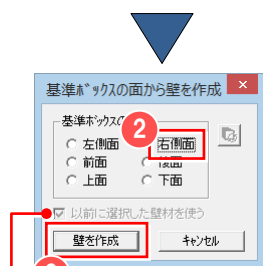 基準ボックスの面から壁を作成
基準ボックスの
2
左側面 右側面
前面 後面
上面 下面
以前に選択した壁材を使う
壁を作成 キャンセル